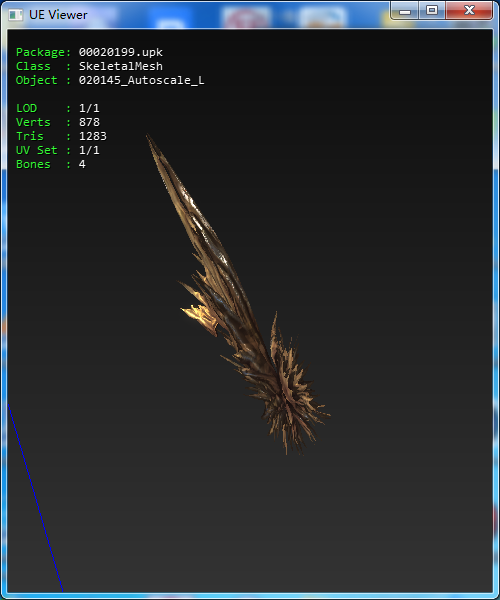 UE Viewer
Package: 00020199.upk
Class : SkeletalMesh
Object : 020145_Autoscale_L
LOD : 1/1
Verts : 878
Tris : 1283
UV Set : 1/1
Bones : 4